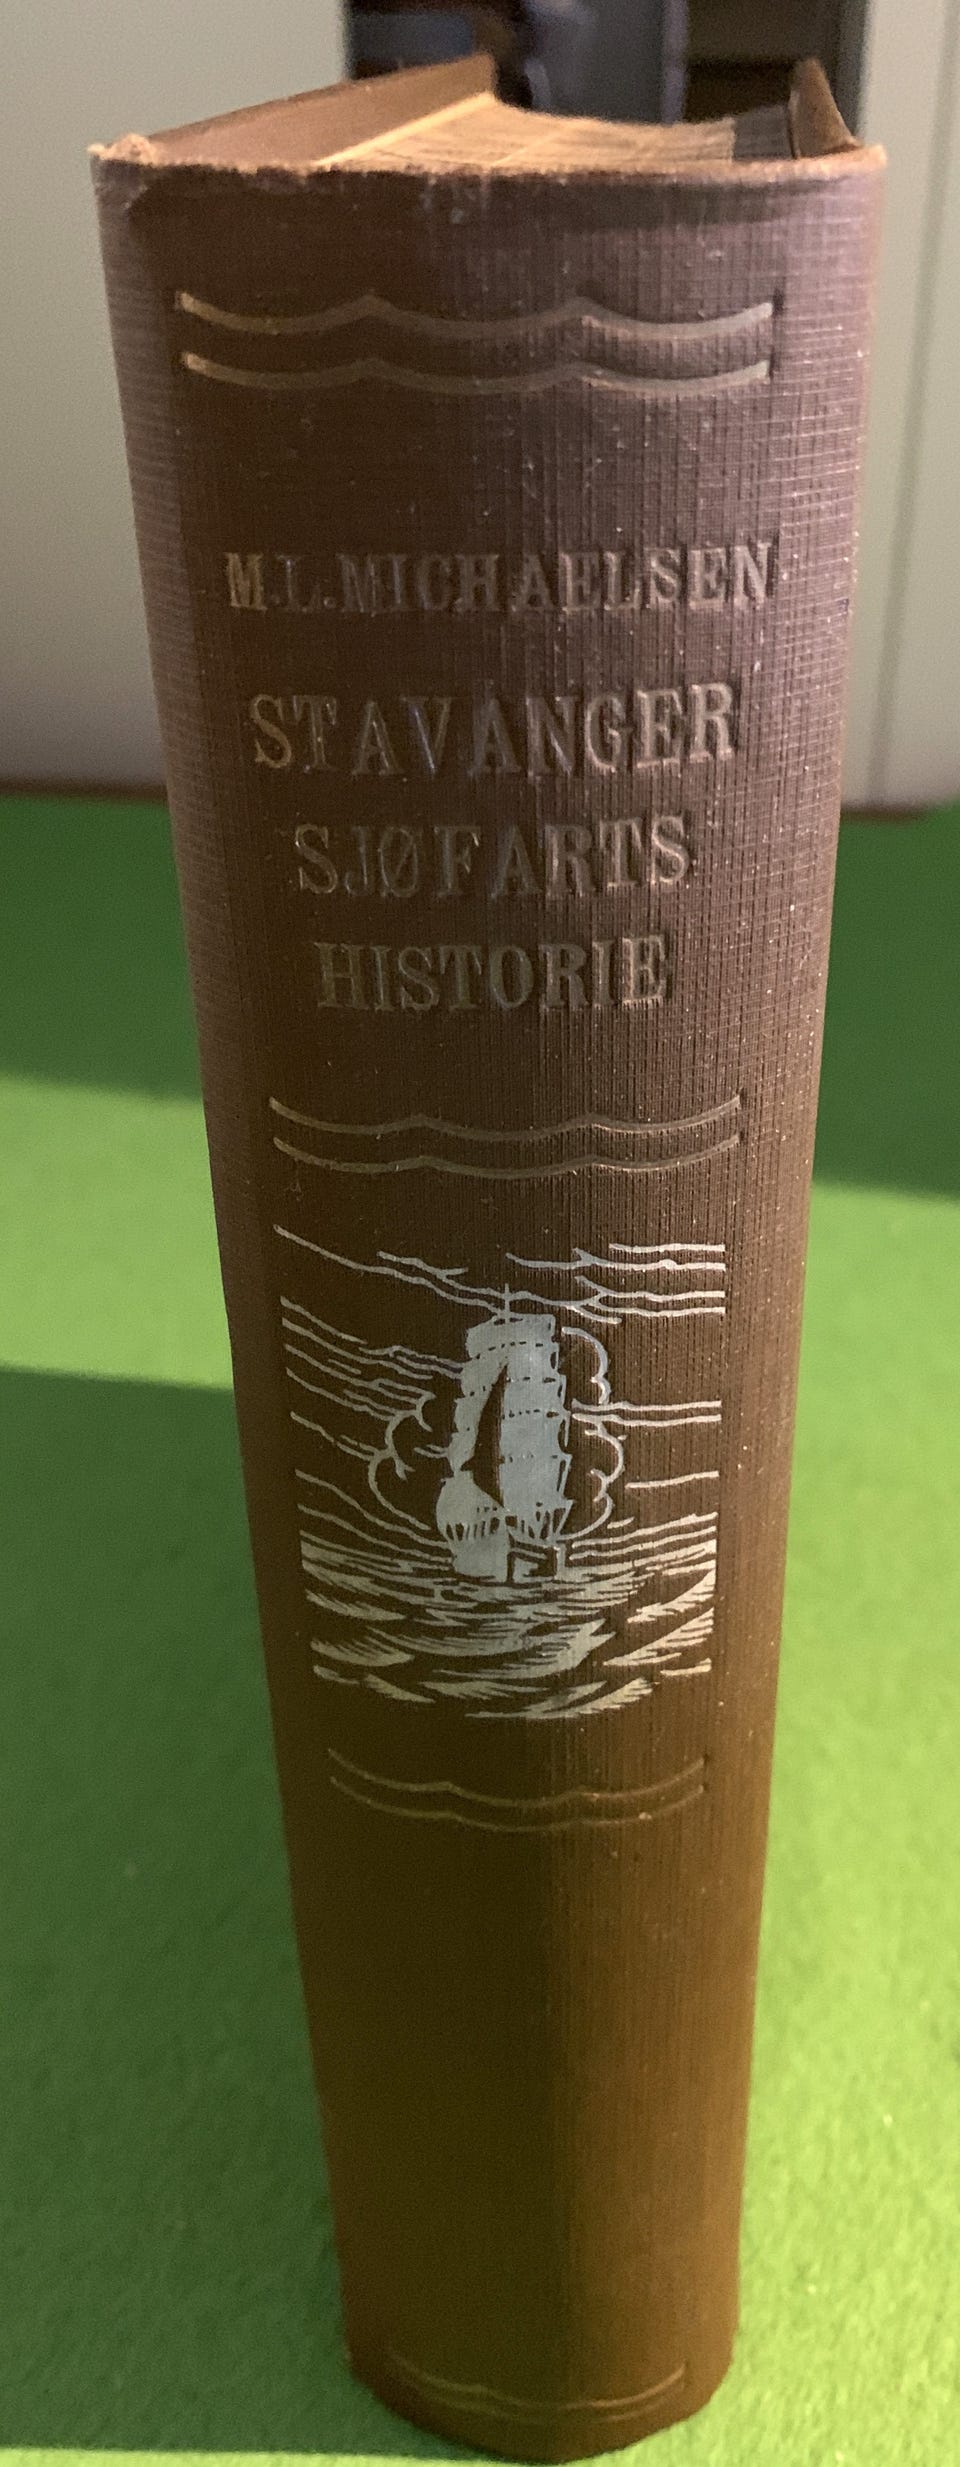 M.L.MICHAELSEN
STAVANGER
SJØFARTS
HISTORIE